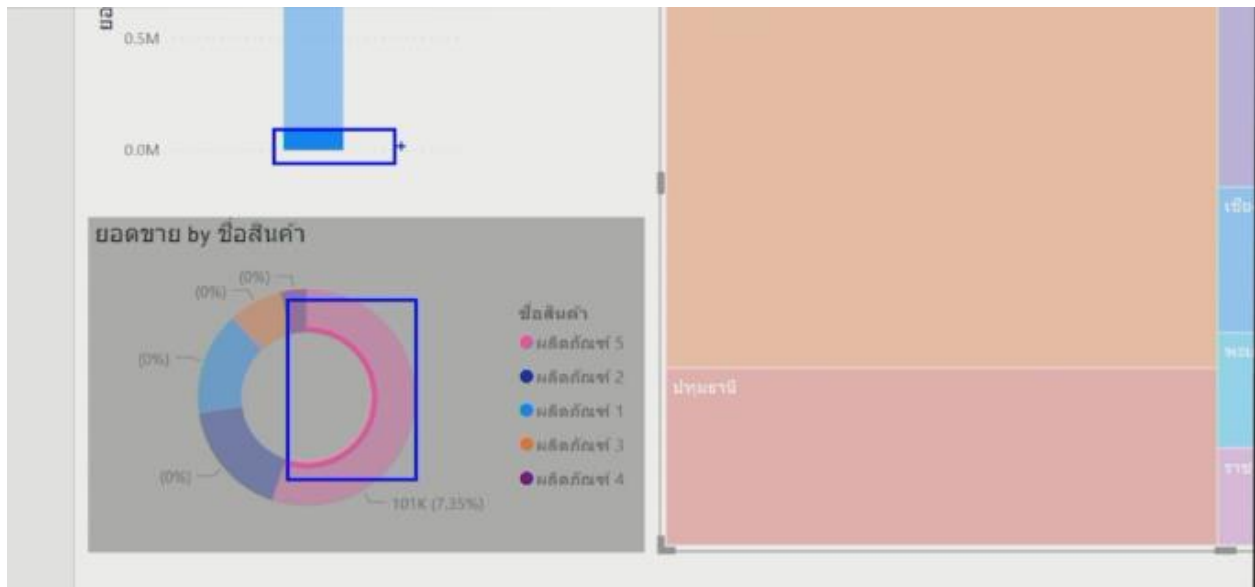 0.5M
0.0M
ยอดขาย by ชื่อสินค้า
(0%)
(0%)
(0%)
(0%)
101K (7.35%)
ชื่อสินค้า
ผลิตภัณฑ์ 5
ผลิตภัณฑ์ 2
ผลิตภัณฑ์ 1
ผลิตภัณฑ์ 3
ผลิตภัณฑ์ 4
ปทุมธานี